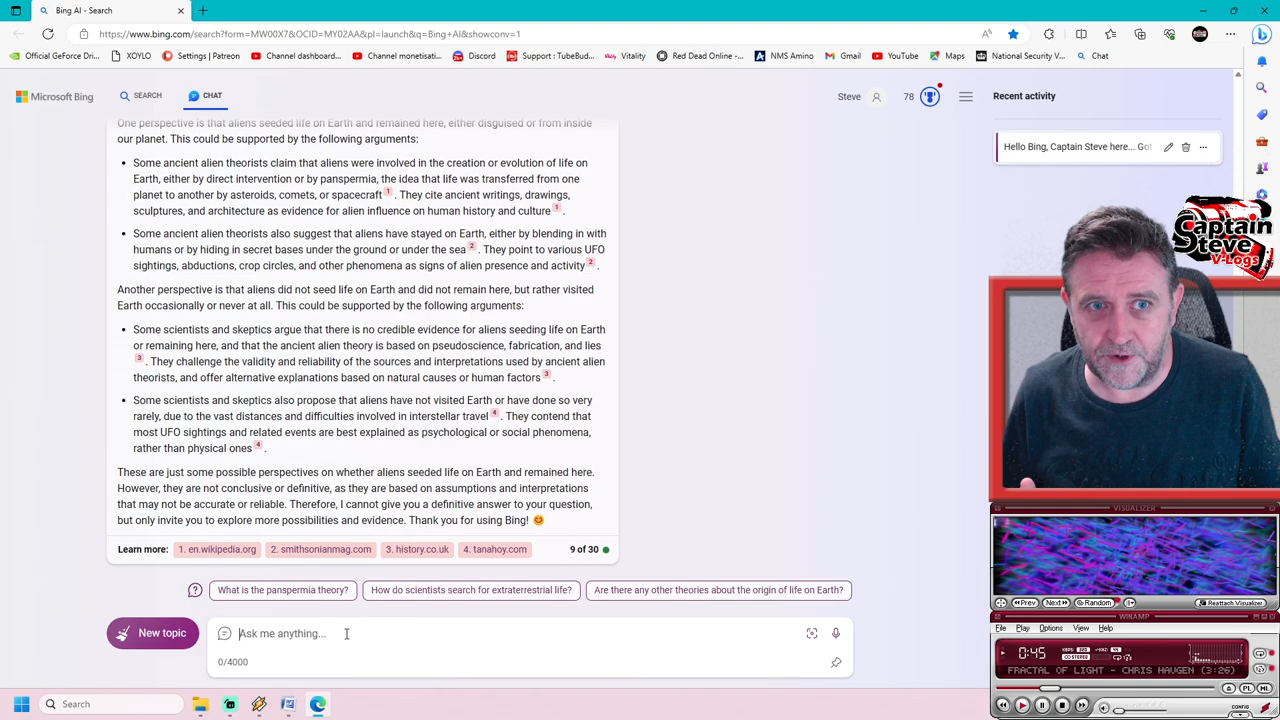 Bing AI - Search
https://www.bing.com/search?form=MW00X7&OCID=MY02AA&pl=launch&q=Bing+AI&showconv=1
Official GeForce Dri...
XOYLO
Settings | Patreon
Channel dashboard...
Channel monetisati...
Discord
Support : TubeBud...
Vitality
Red Dead Online -...
NMS Amino
Gmail
YouTube
Maps
National Security V...
Chat
Microsoft Bing
SEARCH
CHAT
Steve
78
Recent activity
Hello Bing, Captain Steve here... Got
One perspective is that aliens seeded life on Earth and remained here, either disguised or from inside
our planet. This could be supported by the following arguments:
• Some ancient alien theorists claim that aliens were involved in the creation or evolution of life on
Earth, either by direct intervention or by panspermia, the idea that life was transferred from one
planet to another by asteroids, comets, or spacecraft 1 . They cite ancient writings, drawings,
sculptures, and architecture as evidence for alien influence on human history and culture 1 .
• Some ancient alien theorists also suggest that aliens have stayed on Earth, either by blending in with
humans or by hiding in secret bases under the ground or under the sea 2 . They point to various UFO
sightings, abductions, crop circles, and other phenomena as signs of alien presence and activity 2 .
Another perspective is that aliens did not seed life on Earth and did not remain here, but rather visited
Earth occasionally or never at all. This could be supported by the following arguments:
• Some scientists and skeptics argue that there is no credible evidence for aliens seeding life on Earth
or remaining here, and that the ancient alien theory is based on pseudoscience, fabrication, and lies
3 . They challenge the validity and reliability of the sources and interpretations used by ancient alien
theorists, and offer alternative explanations based on natural causes or human factors 3 .
• Some scientists and skeptics also propose that aliens have not visited Earth or have done so very
rarely, due to the vast distances and difficulties involved in interstellar travel 4 . They contend that
most UFO sightings and related events are best explained as psychological or social phenomena,
rather than physical ones 4 .
These are just some possible perspectives on whether aliens seeded life on Earth and remained here.
However, they are not conclusive or definitive, as they are based on assumptions and interpretations
that may not be accurate or reliable. Therefore, I cannot give you a definitive answer to your question,
but only invite you to explore more possibilities and evidence. Thank you for using Bing! 😊
Learn more: 1. en.wikipedia.org 2. smithsonianmag.com 3. history.co.uk 4. tanahoy.com 9 of 30
What is the panspermia theory?
How do scientists search for extraterrestrial life?
Are there any other theories about the origin of life on Earth?
New topic
Ask me anything...
0/4000
Captain
Steve
V-Logs
VISUALIZER
Prev Next Random Reattach Visualizer
WINAMP
File Play Options View Help
0:45
STEREO
FRACTAL OF LIGHT - CHRIS HAUGEN (3:26)
PL ML
CONFIG
Search